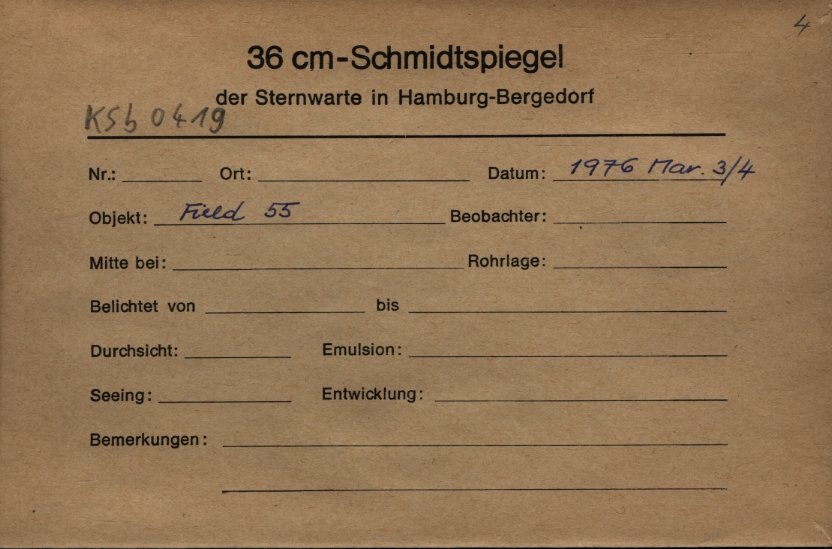 4
36 cm-Schmidtspiegel
der Sternwarte in Hamburg-Bergedorf
KSb 0419
Nr.: Ort: Datum: 1976 Mar. 3/4
Objekt: Field 55 Beobachter:
Mitte bei: Rohrlage:
Belichtet von bis
Durchsicht: Emulsion:
Seeing: Entwicklung:
Bemerkungen: